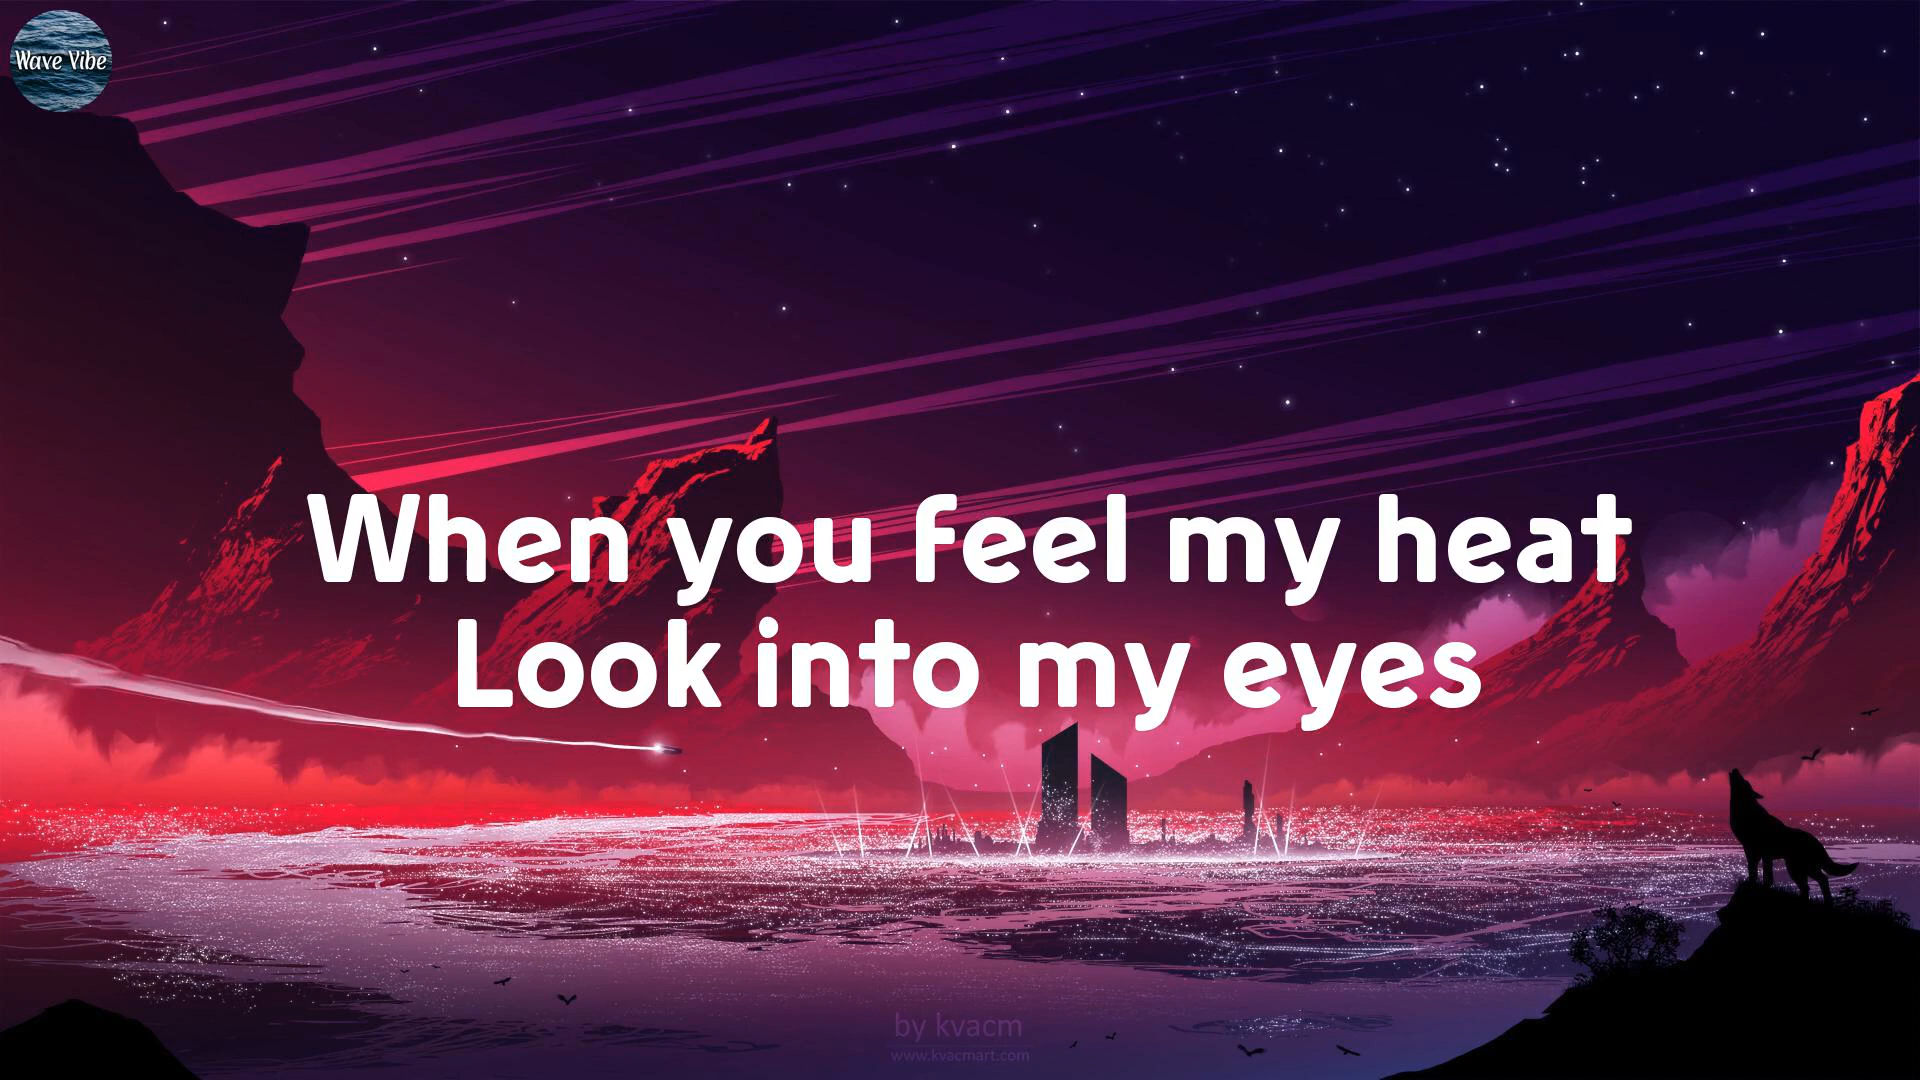 Wave Vibe
When you feel my heat
Look into my eyes
by kvacm
www.kvacmart.com